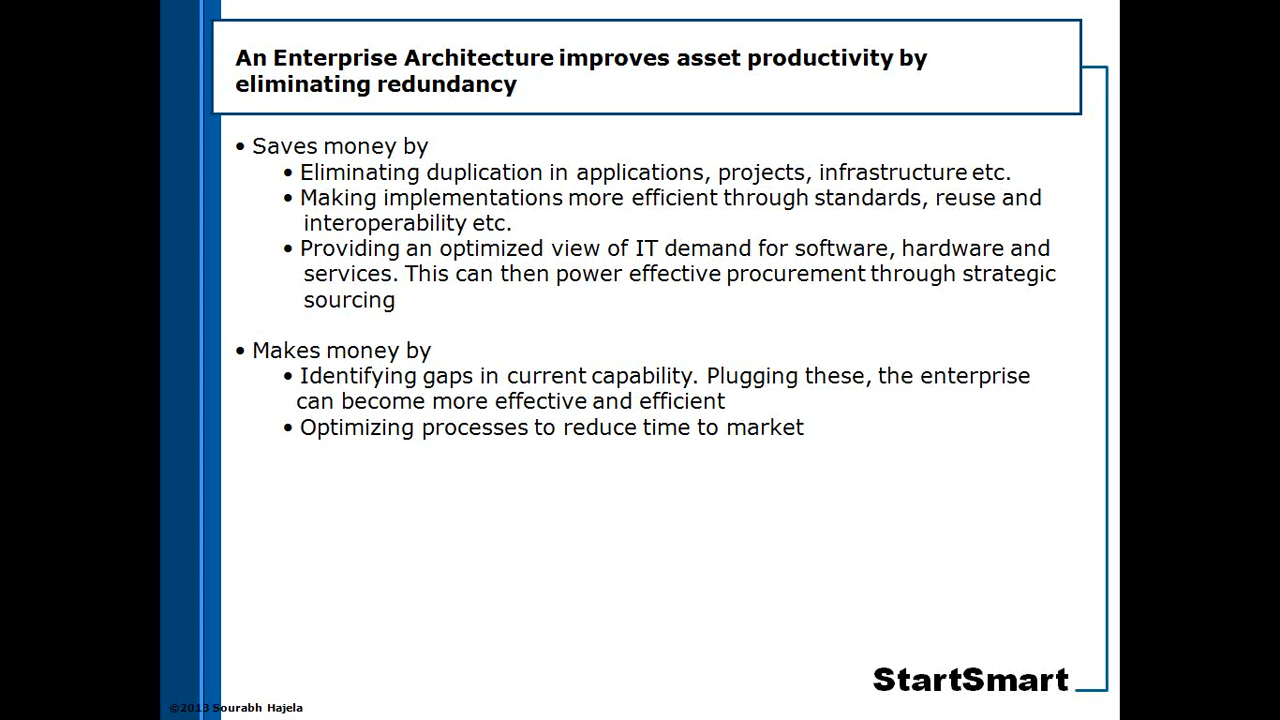 An Enterprise Architecture improves asset productivity by
eliminating redundancy
• Saves money by
• Eliminating duplication in applications, projects, infrastructure etc.
• Making implementations more efficient through standards, reuse and
interoperability etc.
• Providing an optimized view of IT demand for software, hardware and
services. This can then power effective procurement through strategic
sourcing
• Makes money by
• Identifying gaps in current capability. Plugging these, the enterprise
can become more effective and efficient
• Optimizing processes to reduce time to market
StartSmart
©2013 Sourabh Hajela